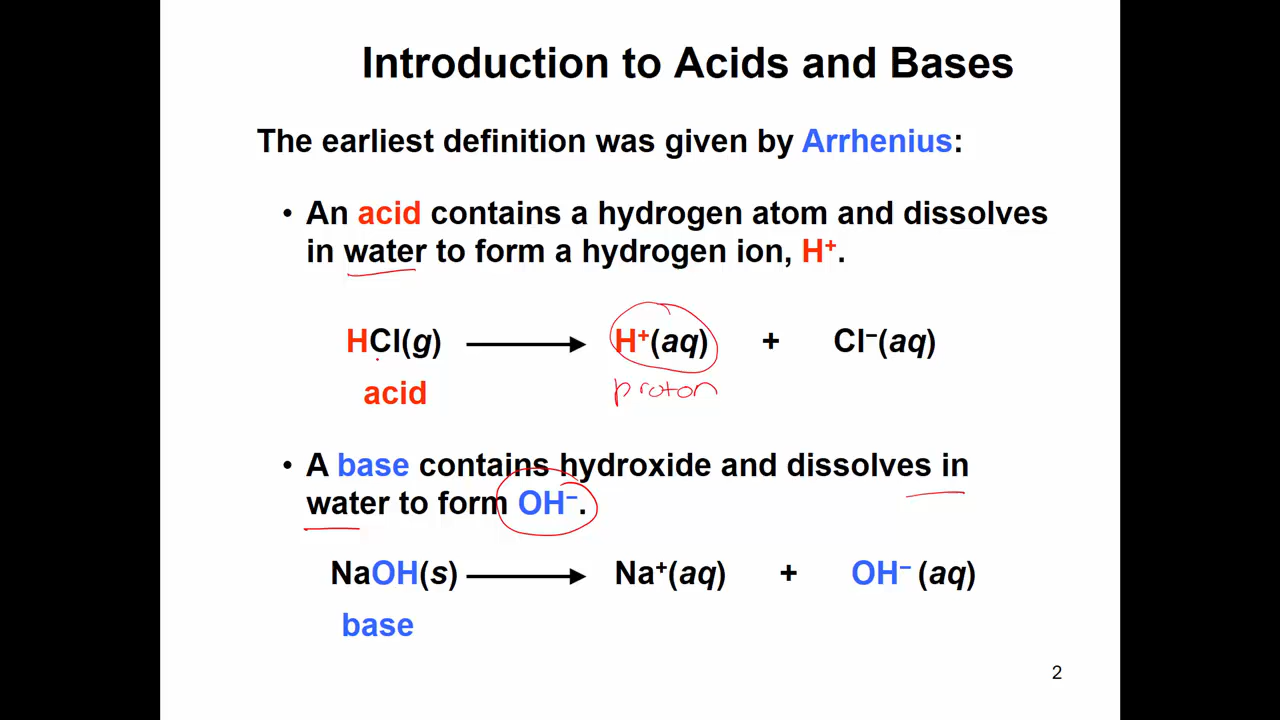 Introduction to Acids and Bases
The earliest definition was given by Arrhenius:
• An acid contains a hydrogen atom and dissolves
in water to form a hydrogen ion, H⁺.
HCl(g) ⟶ H⁺(aq) + Cl⁻(aq)
acid proton
• A base contains hydroxide and dissolves in
water to form OH⁻.
NaOH(s) ⟶ Na⁺(aq) + OH⁻ (aq)
base
2